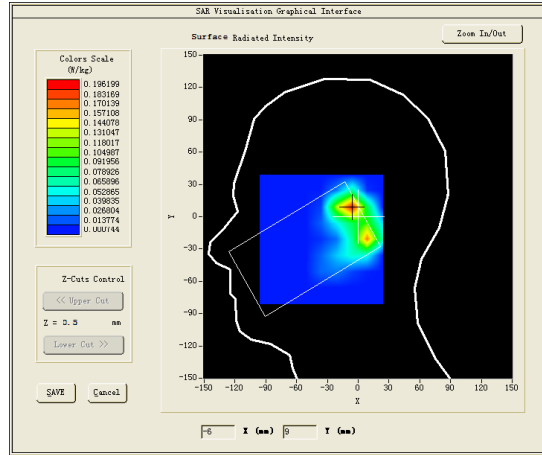 SAR Visualisation Graphical Interface
Surface Radiated Intensity
Zoom In/Out
Colors Scale
(W/kg)
0.196199
0.183169
0.170139
0.157108
0.144078
0.131047
0.118017
0.104987
0.091956
0.078926
0.065896
0.052865
0.039835
0.026804
0.013774
0.000744
150
120
90
60
30
0
-30
-60
-90
-120
-150
Y
-150 -120 -90 -60 -30 0 30 60 90 120 150
X
Z-Cuts Control
<< Upper Cut
Z = 0.5 mm
Lower Cut >>
SAVE Cancel
-6 X (mm) 9 Y (mm)